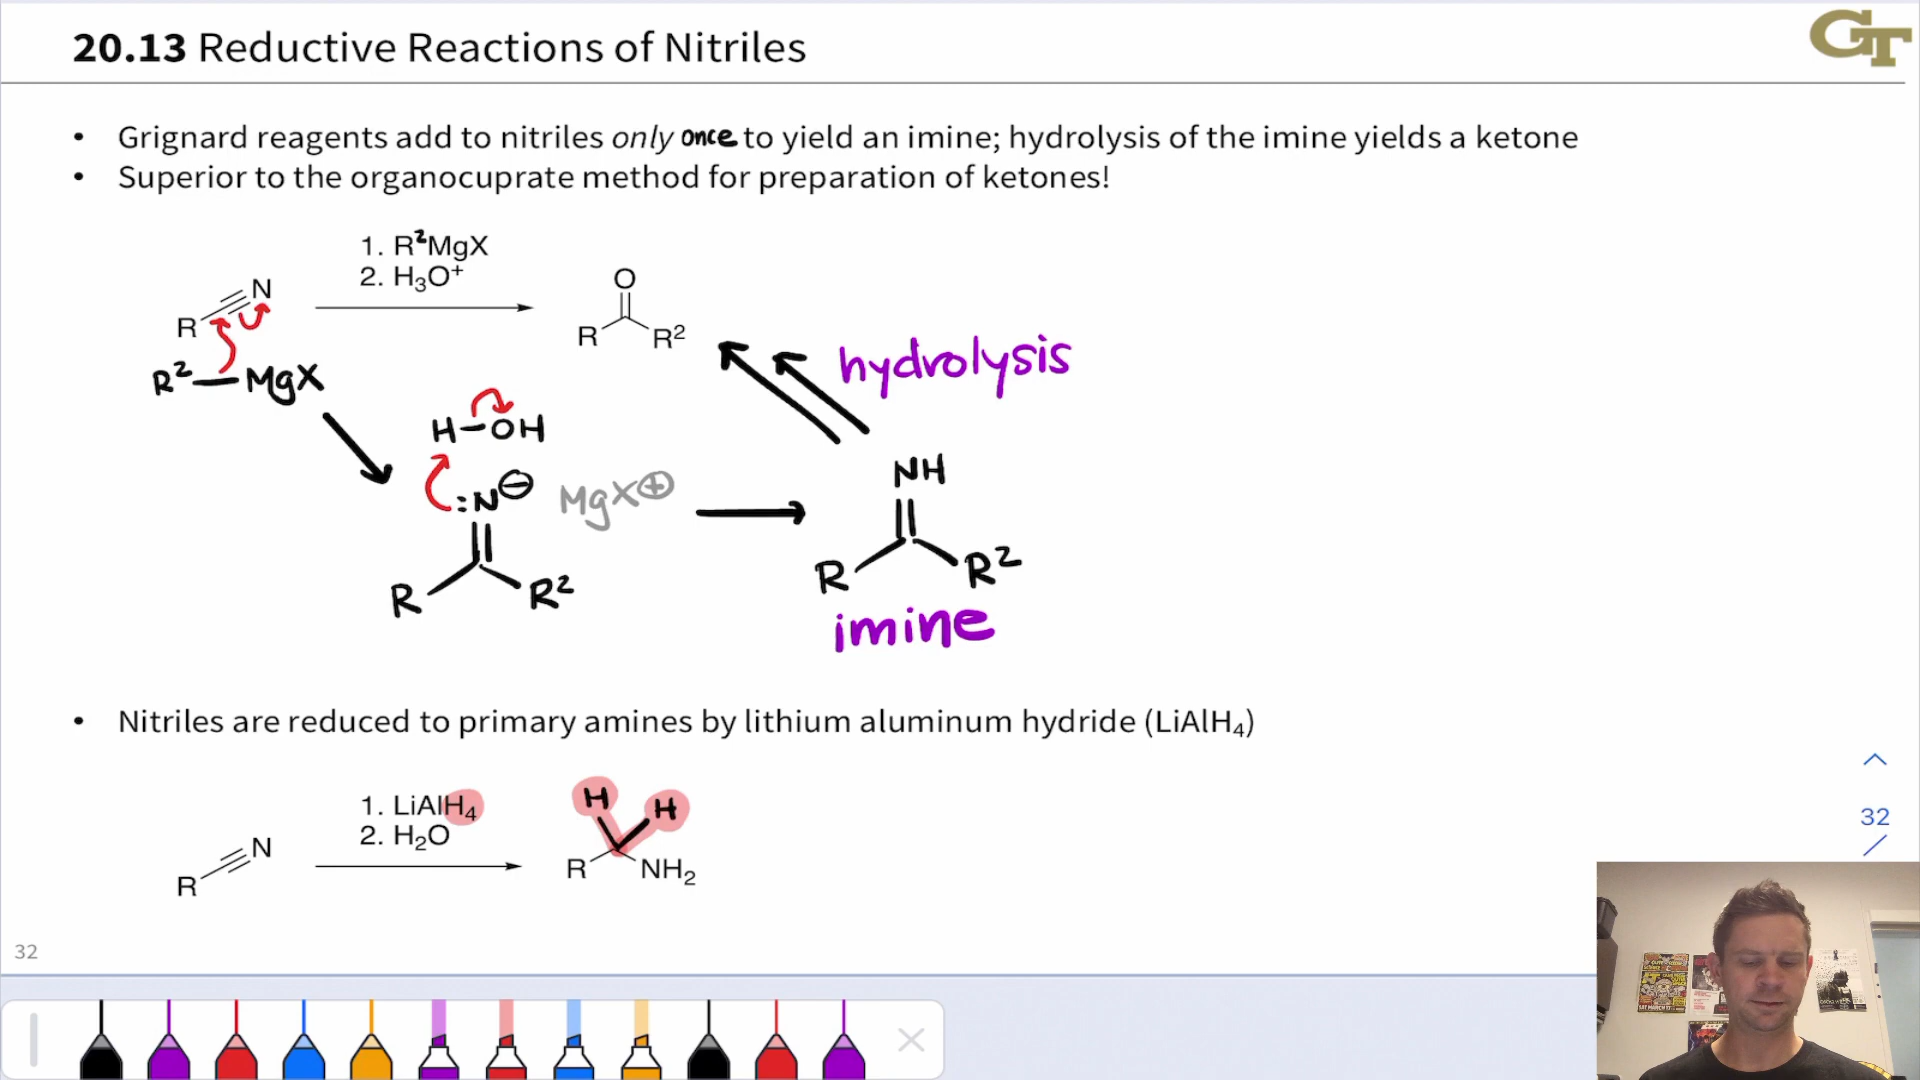 20.13 Reductive Reactions of Nitriles
GT
• Grignard reagents add to nitriles only once to yield an imine; hydrolysis of the imine yields a ketone
• Superior to the organocuprate method for preparation of ketones!
1. R²MgX
2. H₃O⁺
R N
O
R R²
R²—MgX
hydrolysis
H–OH
:N⊖ MgX⊕
R R²
NH
R R²
imine
• Nitriles are reduced to primary amines by lithium aluminum hydride (LiAlH₄)
1. LiAlH₄
2. H₂O
R N
H H
R NH₂
32
32